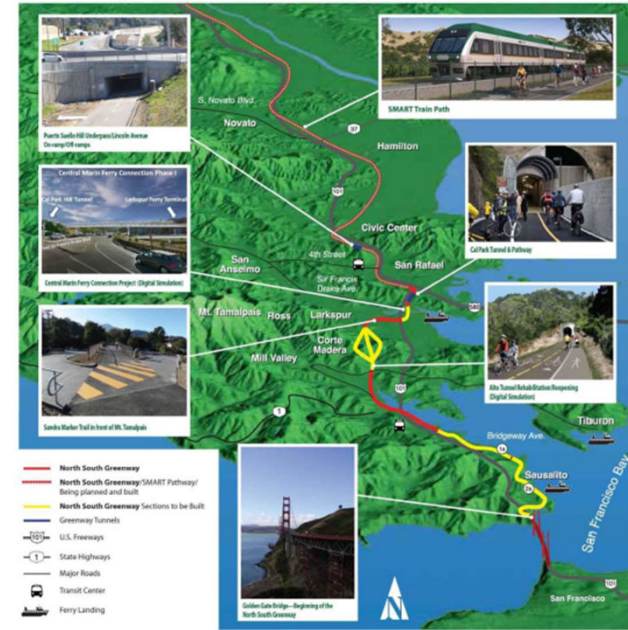 Puerto Suello Hill Underpass/Lincoln Avenue
On-ramp/Off-ramps
Central Marin Ferry Connection Phase I
Cal Park Hill Tunnel
Larkspur Ferry Terminal
Central Marin Ferry Connection Project (Digital Simulation)
Sandra Marker Trail in front of Mt. Tamalpais
SMART Train Path
Cal Park Tunnel & Pathway
Alto Tunnel Rehabilitation Reopening
(Digital Simulation)
S. Novato Blvd.
Novato
37
Hamilton
101
Civic Center
4th Street
San
Anselmo
San Rafael
Sir Francis
Drake Ave.
580
Mt. Tamalpais
Ross
Larkspur
Corte
Madera
Mill Valley
101
1
Tiburon
Bridgeway Ave.
Sausalito
San Francisco Bay
101
San Francisco
North South Greenway
North South Greenway/SMART Pathway/
Being planned and built
North South Greenway Sections to be Built
Greenway Tunnels
101
U.S. Freeways
1
State Highways
Major Roads
Transit Center
Ferry Landing
Golden Gate Bridge—Beginning of the
North South Greenway
N